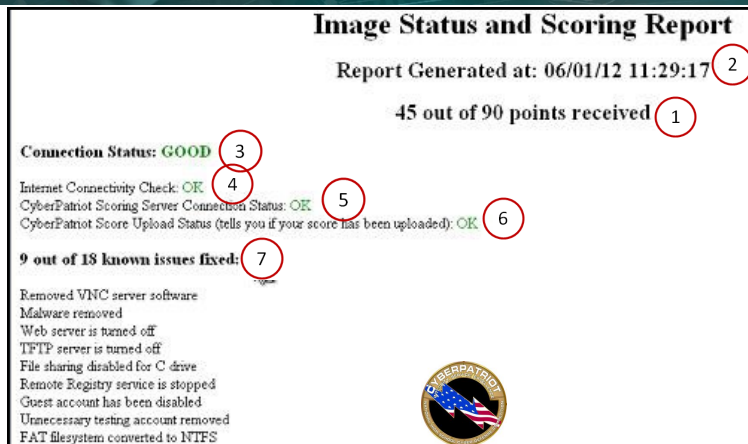 Image Status and Scoring Report
Report Generated at: 06/01/12 11:29:17 2
45 out of 90 points received 1
Connection Status: GOOD 3
Internet Connectivity Check: OK 4
CyberPatriot Scoring Server Connection Status: OK 5
CyberPatriot Score Upload Status (tells you if your score has been uploaded): OK 6
9 out of 18 known issues fixed: 7
Removed VNC server software
Malware removed
Web server is turned off
TFTP server is turned off
File sharing disabled for C drive
Remote Registry service is stopped
Guest account has been disabled
Unnecessary testing account removed
FAT filesystem converted to NTFS
CYBERPATRIOT